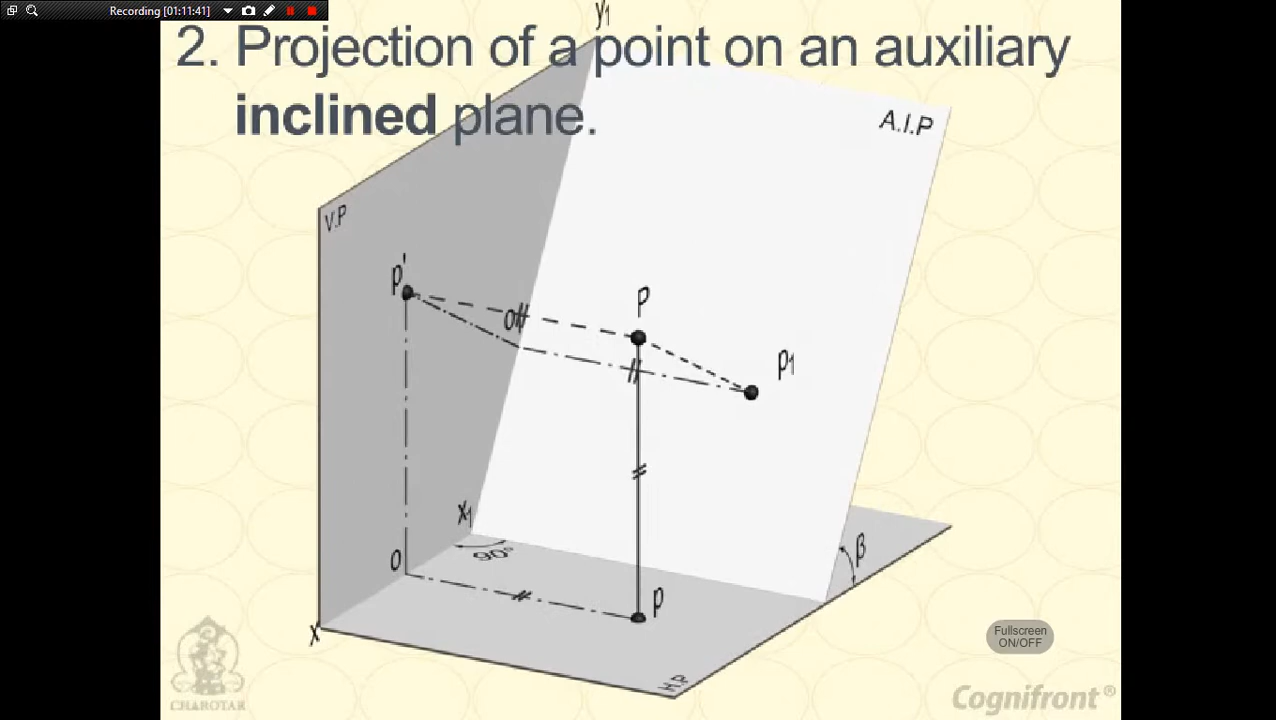 Recording [01:11:41]
y₁
2. Projection of a point on an auxiliary
inclined plane.
A.I.P
V.P
p'
P
o
p₁
x₁
90°
β
o
p
X
H.P
Fullscreen
ON/OFF
CHAROTAR
Cognifront®